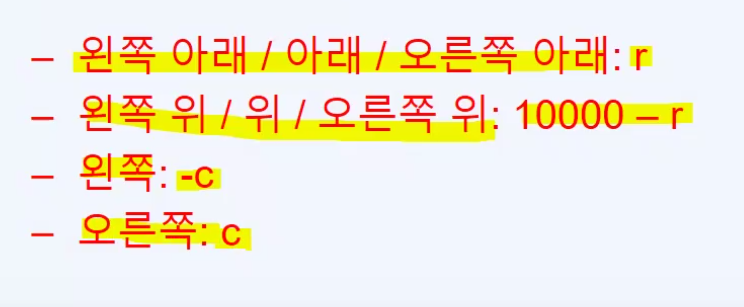 – 왼쪽 아래 / 아래 / 오른쪽 아래: r
– 왼쪽 위 / 위 / 오른쪽 위: 10000 – r
– 왼쪽: -c
– 오른쪽: c